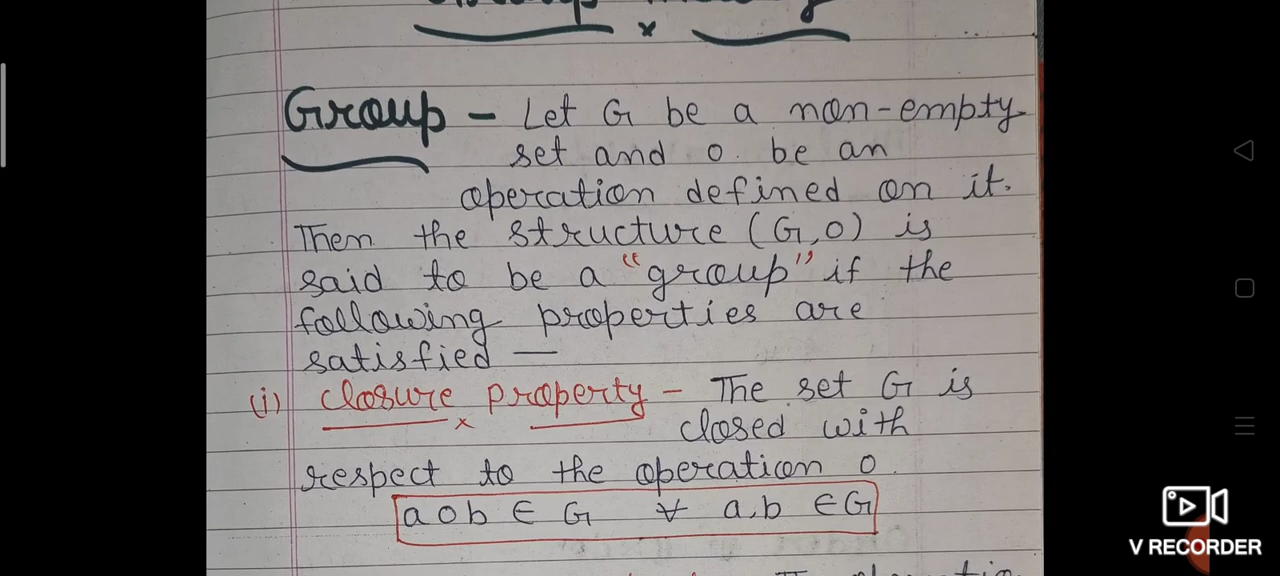 Group - Let G be a non-empty
set and o. be an
operation defined on it.
Then the structure (G,o) is
said to be a "group" if the
following properties are
satisfied —
(i) closure property - The set G is
closed with
respect to the operation o.
a o b ∈ G ∀ a,b ∈ G
V RECORDER